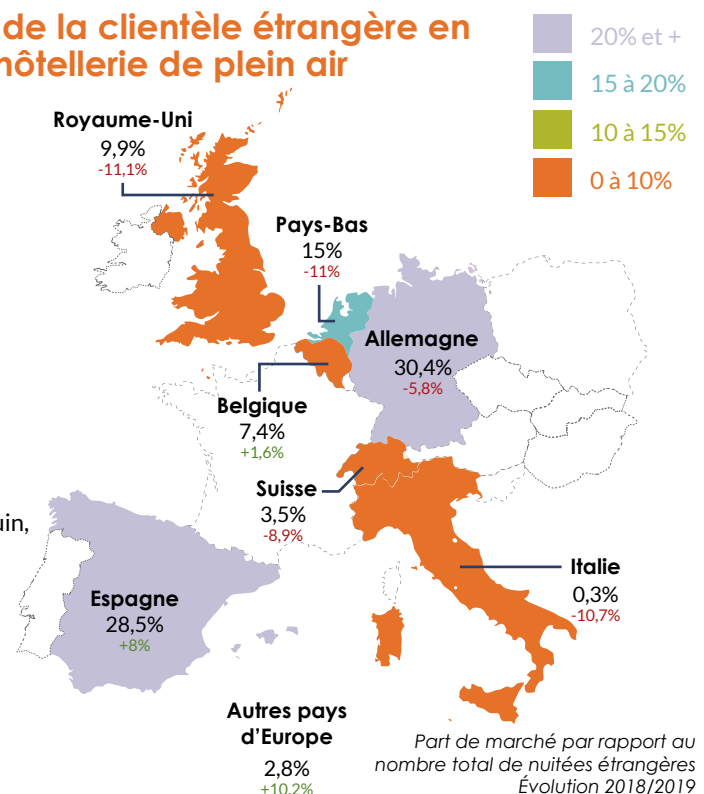 de la clientèle étrangère en
hôtellerie de plein air
20% et +
15 à 20%
10 à 15%
0 à 10%
Royaume-Uni
9,9%
-11,1%
Pays-Bas
15%
-11%
Allemagne
30,4%
-5,8%
Belgique
7,4%
+1,6%
Suisse
3,5%
-8,9%
uin,
Italie
0,3%
-10,7%
Espagne
28,5%
+8%
Autres pays
d'Europe
2,8%
+10,2%
Part de marché par rapport au
nombre total de nuitées étrangères
Évolution 2018/2019